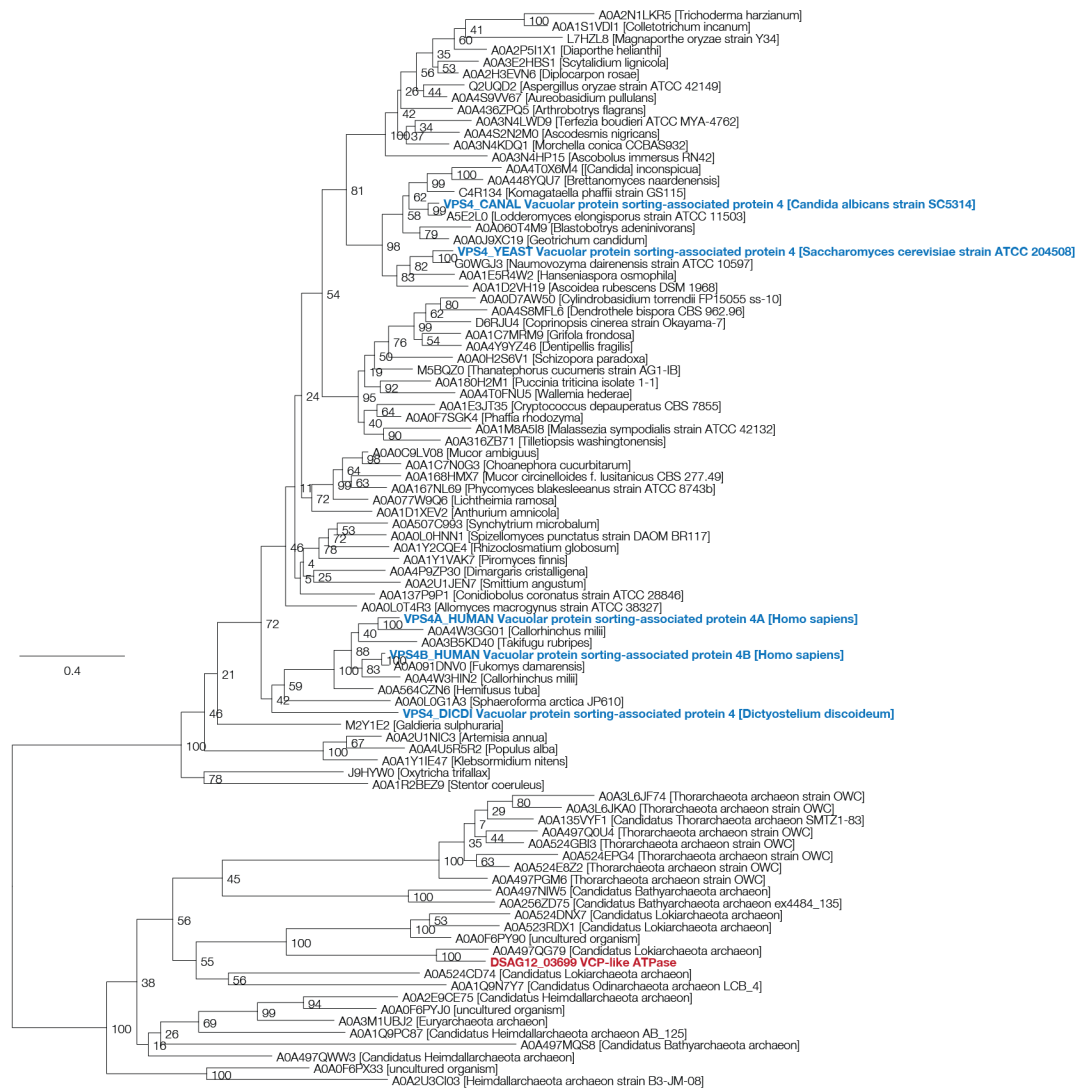 A0A2N1LKR5 [Trichoderma harzianum]
100
A0A1S1VDI1 [Colletotrichum incanum]
41
L7HZL8 [Magnaporthe oryzae strain Y34]
60
A0A2P5I1X1 [Diaporthe helianthi]
35
A0A3E2HBS1 [Scytalidium lignicola]
53
A0A2H3EVN6 [Diplocarpon rosae]
56
Q2UQD2 [Aspergillus oryzae strain ATCC 42149]
26
44
A0A4S9VV67 [Aureobasidium pullulans]
A0A436ZPQ5 [Arthrobotrys flagrans]
42
A0A3N4LWD9 [Terfezia boudieri ATCC MYA-4762]
34
A0A4S2N2M0 [Ascodesmis nigricans]
100
37
A0A3N4KDQ1 [Morchella conica CCBAS932]
A0A3N4HP15 [Ascobolus immersus RN42]
A0A4T0X6M4 [[Candida] inconspicua]
100
A0A448YQU7 [Brettanomyces naardenensis]
99
81
C4R134 [Komagataella phaffii strain GS115]
62
VPS4_CANAL Vacuolar protein sorting-associated protein 4 [Candida albicans strain SC5314]
99
58
A5E2L0 [Lodderomyces elongisporus strain ATCC 11503]
A0A060T4M9 [Blastobotrys adeninivorans]
79
A0A0J9XC19 [Geotrichum candidum]
98
VPS4_YEAST Vacuolar protein sorting-associated protein 4 [Saccharomyces cerevisiae strain ATCC 204508]
100
82
G0WGJ3 [Naumovozyma dairenensis strain ATCC 10597]
83
A0A1E5R4W2 [Hanseniaspora osmophila]
A0A1D2VH19 [Ascoidea rubescens DSM 1968]
54
A0A0D7AW50 [Cylindrobasidium torrendii FP15055 ss-10]
80
A0A4S8MFL6 [Dendrothele bispora CBS 962.96]
62
D6RJU4 [Coprinopsis cinerea strain Okayama-7]
99
A0A1C7MRM9 [Grifola frondosa]
54
A0A4Y9YZ46 [Dentipellis fragilis]
76
A0A0H2S6V1 [Schizopora paradoxa]
50
M5BQZ0 [Thanatephorus cucumeris strain AG1-IB]
19
A0A180H2M1 [Puccinia triticina isolate 1-1]
92
A0A4T0FNU5 [Wallemia hederae]
24
95
A0A1E3JT35 [Cryptococcus depauperatus CBS 7855]
64
A0A0F7SGK4 [Phaffia rhodozyma]
40
A0A1M8A5I8 [Malassezia sympodialis strain ATCC 42132]
90
A0A316ZB71 [Tilletiopsis washingtonensis]
A0A0C9LV08 [Mucor ambiguus]
98
A0A1C7N0G3 [Choanephora cucurbitarum]
64
A0A168HMX7 [Mucor circinelloides f. lusitanicus CBS 277.49]
99
63
A0A167NL69 [Phycomyces blakesleeanus strain ATCC 8743b]
11
72
A0A077W9Q6 [Lichtheimia ramosa]
A0A1D1XEV2 [Anthurium amnicola]
A0A507C993 [Synchytrium microbalum]
53
A0A0L0HNN1 [Spizellomyces punctatus strain DAOM BR117]
72
46
78
A0A1Y2CQE4 [Rhizoclosmatium globosum]
A0A1Y1VAK7 [Piromyces finnis]
4
A0A4P9ZP30 [Dimargaris cristalligena]
5
25
A0A2U1JEN7 [Smittium angustum]
A0A137P9P1 [Conidiobolus coronatus strain ATCC 28846]
A0A0L0T4R3 [Allomyces macrogynus strain ATCC 38327]
VPS4A_HUMAN Vacuolar protein sorting-associated protein 4A [Homo sapiens]
100
72
A0A4W3GG01 [Callorhinchus milii]
40
A0A3B5KD40 [Takifugu rubripes]
88
VPS4B_HUMAN Vacuolar protein sorting-associated protein 4B [Homo sapiens]
100
0.4
100
83
A0A091DNV0 [Fukomys damarensis]
21
A0A4W3HIN2 [Callorhinchus milii]
59
A0A564CZN6 [Hemifusus tuba]
42
A0A0L0G1A3 [Sphaeroforma arctica JP610]
46
VPS4_DICDI Vacuolar protein sorting-associated protein 4 [Dictyostelium discoideum]
M2Y1E2 [Galdieria sulphuraria]
A0A2U1NIC3 [Artemisia annua]
100
67
A0A4U5R5R2 [Populus alba]
100
A0A1Y1IE47 [Klebsormidium nitens]
J9HYW0 [Oxytricha trifallax]
78
A0A1R2BEZ9 [Stentor coeruleus]
A0A3L6JF74 [Thorarchaeota archaeon strain OWC]
80
A0A3L6JKA0 [Thorarchaeota archaeon strain OWC]
29
A0A135VYF1 [Candidatus Thorarchaeota archaeon SMTZ1-83]
7
A0A497Q0U4 [Thorarchaeota archaeon strain OWC]
44
35
A0A524GBI3 [Thorarchaeota archaeon strain OWC]
A0A524EPG4 [Thorarchaeota archaeon strain OWC]
100
63
A0A524E8Z2 [Thorarchaeota archaeon strain OWC]
45
A0A497PGM6 [Thorarchaeota archaeon strain OWC]
A0A497NIW5 [Candidatus Bathyarchaeota archaeon]
100
A0A256ZD75 [Candidatus Bathyarchaeota archaeon ex4484_135]
56
A0A524DNX7 [Candidatus Lokiarchaeota archaeon]
53
A0A523RDX1 [Candidatus Lokiarchaeota archaeon]
100
A0A0F6PY90 [uncultured organism]
100
A0A497QG79 [Candidatus Lokiarchaeota archaeon]
100
55
DSAG12_03699 VCP-like ATPase
A0A524CD74 [Candidatus Lokiarchaeota archaeon]
38
56
A0A1Q9N7Y7 [Candidatus Odinarchaeota archaeon LCB_4]
A0A2E9CE75 [Candidatus Heimdallarchaeota archaeon]
94
A0A0F6PYJ0 [uncultured organism]
99
69
A0A3M1UBJ2 [Euryarchaeota archaeon]
100
26
A0A1Q9PC87 [Candidatus Heimdallarchaeota archaeon AB_125]
16
A0A497MQS8 [Candidatus Bathyarchaeota archaeon]
A0A497QWW3 [Candidatus Heimdallarchaeota archaeon]
A0A0F6PX33 [uncultured organism]
100
A0A2U3CI03 [Heimdallarchaeota archaeon strain B3-JM-08]